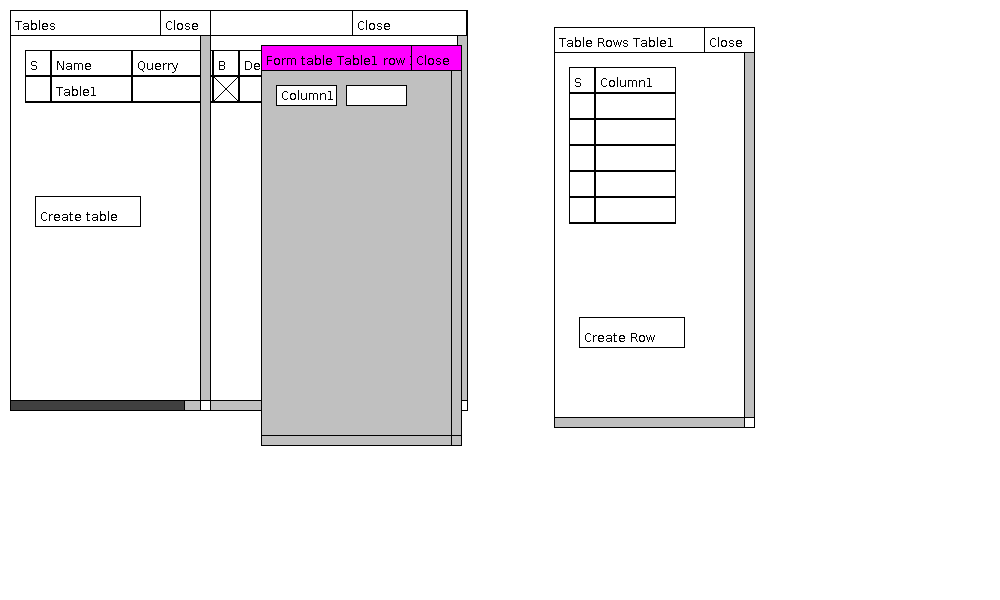 Tables Close Close
S Name Querry B De
Table1
Create table
Form table Table1 row Close
Column1
Table Rows Table1 Close
S Column1
Create Row